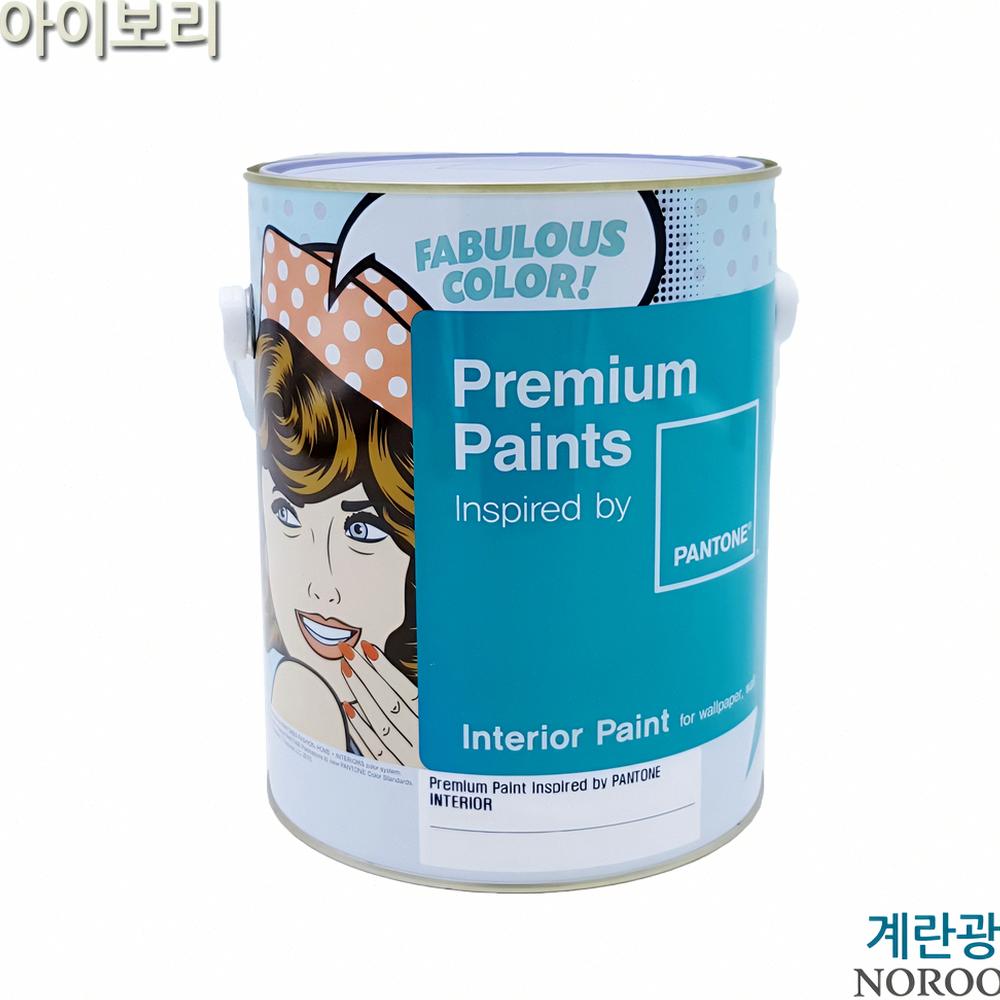 아이보리
FABULOUS
COLOR!
Premium
Paints
Inspired by
PANTONE®
Interior Paint for wallpaper,
Premium Paint Inspired by PANTONE
INTERIOR
계란광
NOROO